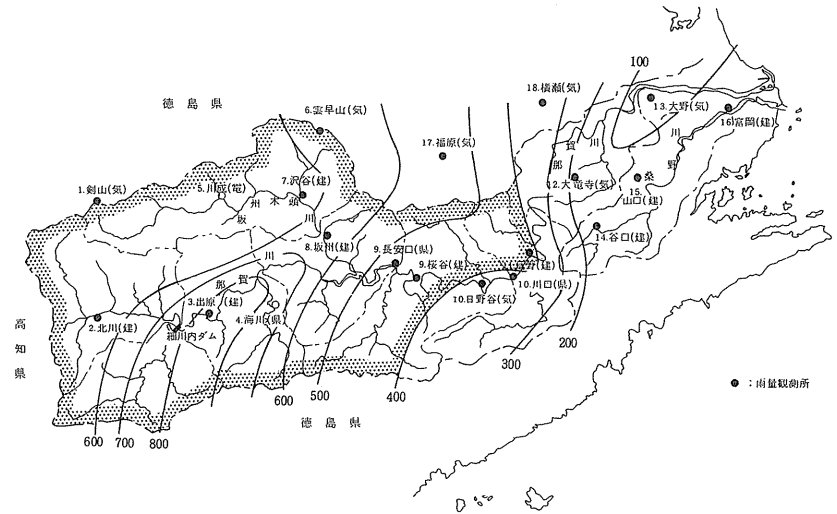 徳島県
6.雲早山(気)
18.横瀬(気)
100
13.大野(気)
16富岡(建)
17.福原(気)
那賀川
桑野川
1.剣山(気)
5.川成(電)
7.沢谷(建)
坂州木頭川
12.大竜寺(気)
15.山口(建)
8.坂州(建)
9.長安口(県)
14.谷口(建)
9.桜谷(建)
(建)
10.川口(県)
10.日野谷(気)
那賀川
3.出原(建)
4.海川(県)
2.北川(建)
細川内ダム
高知県
200
300
400
500
600
徳島県
600
700
800
:雨量観測所